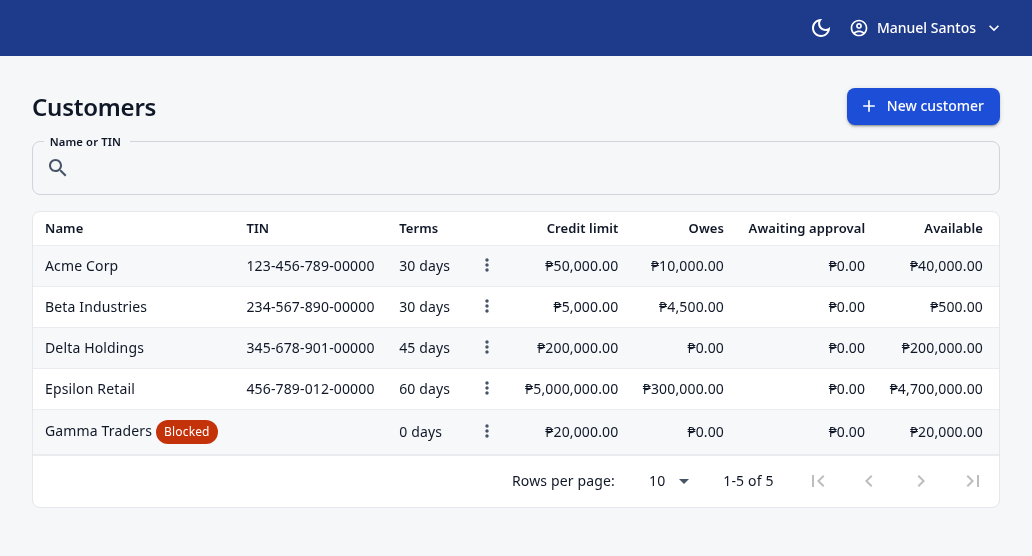 Manuel Santos
Customers
New customer
Name or TIN
Name TIN Terms Credit limit Owes Awaiting approval Available
Acme Corp 123-456-789-00000 30 days ₱50,000.00 ₱10,000.00 ₱0.00 ₱40,000.00
Beta Industries 234-567-890-00000 30 days ₱5,000.00 ₱4,500.00 ₱0.00 ₱500.00
Delta Holdings 345-678-901-00000 45 days ₱200,000.00 ₱0.00 ₱0.00 ₱200,000.00
Epsilon Retail 456-789-012-00000 60 days ₱5,000,000.00 ₱300,000.00 ₱0.00 ₱4,700,000.00
Gamma Traders Blocked 0 days ₱20,000.00 ₱0.00 ₱0.00 ₱20,000.00
Rows per page: 10 1-5 of 5